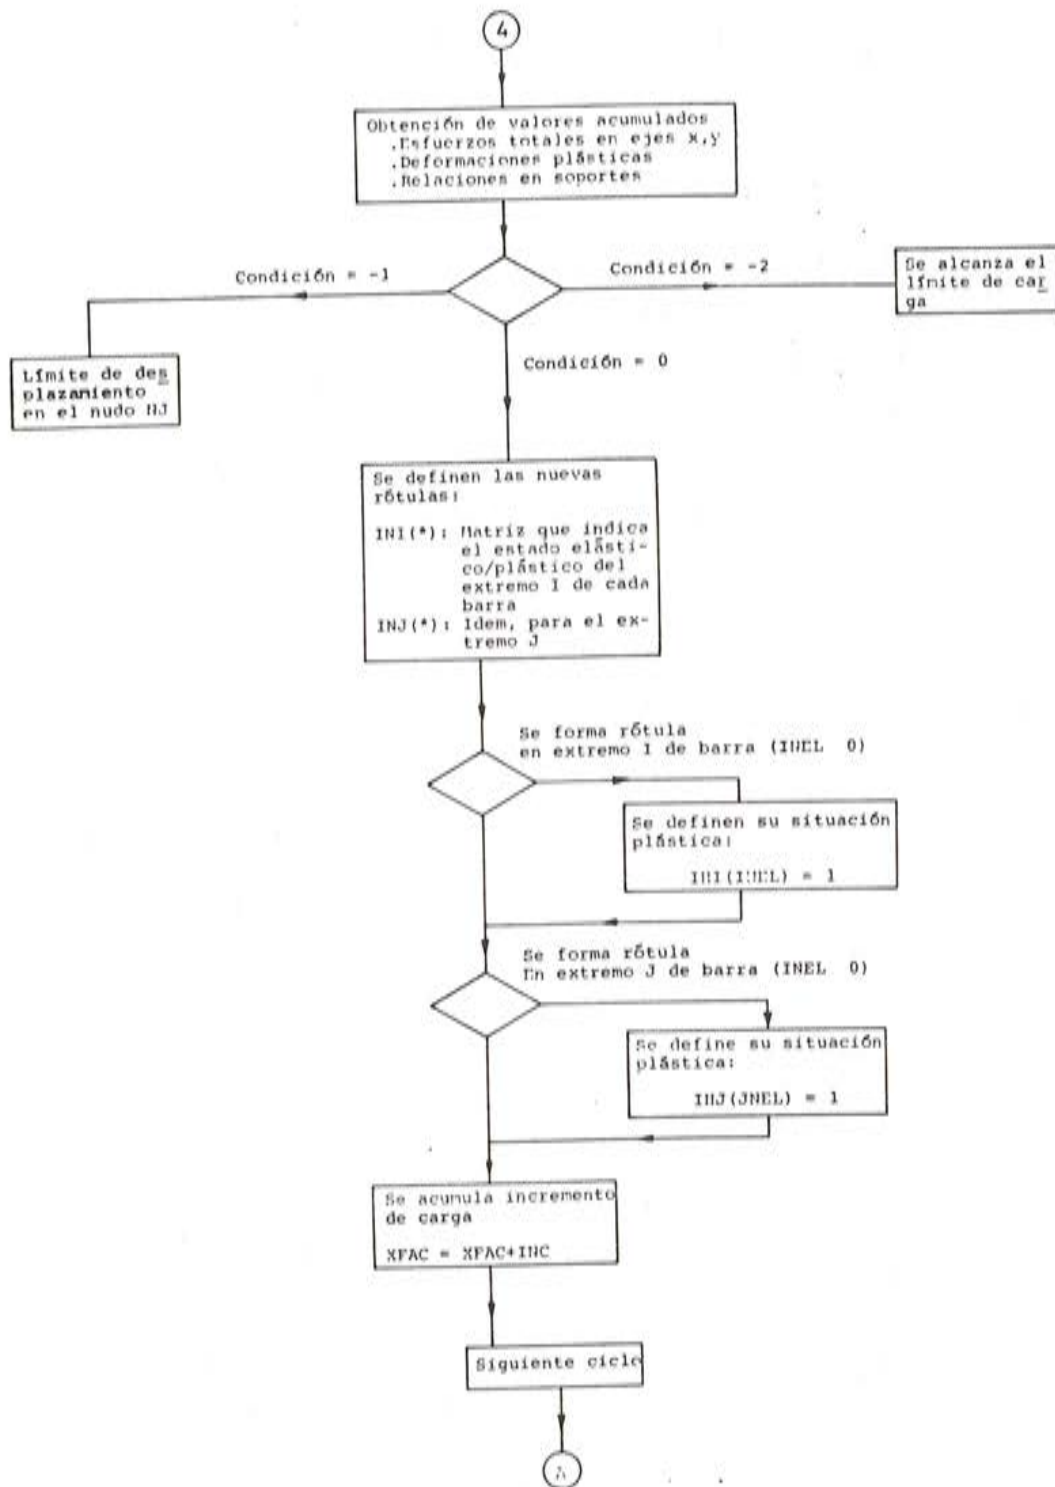 4
Obtención de valores acumulados
.Esfuerzos totales en ejes x,y
.Deformaciones plásticas
.Relaciones en soportes
Condición = -1
Condición = -2
Se alcanza el
límite de car
ga
Condición = 0
Límite de des
plazamiento
en el nudo NJ
Se definen las nuevas
rótulas:
INI(*): Matriz que indica
el estado elásti-
co/plástico del
extremo I de cada
barra
INJ(*): Idem, para el ex-
tremo J
Se forma rótula
en extremo I de barra (INEL 0)
Se definen su situación
plástica:
INI(INEL) = 1
Se forma rótula
En extremo J de barra (INEL 0)
Se define su situación
plástica:
INJ(JNEL) = 1
Se acumula incremento
de carga
XFAC = XFAC+INC
Siguiente ciclo
A